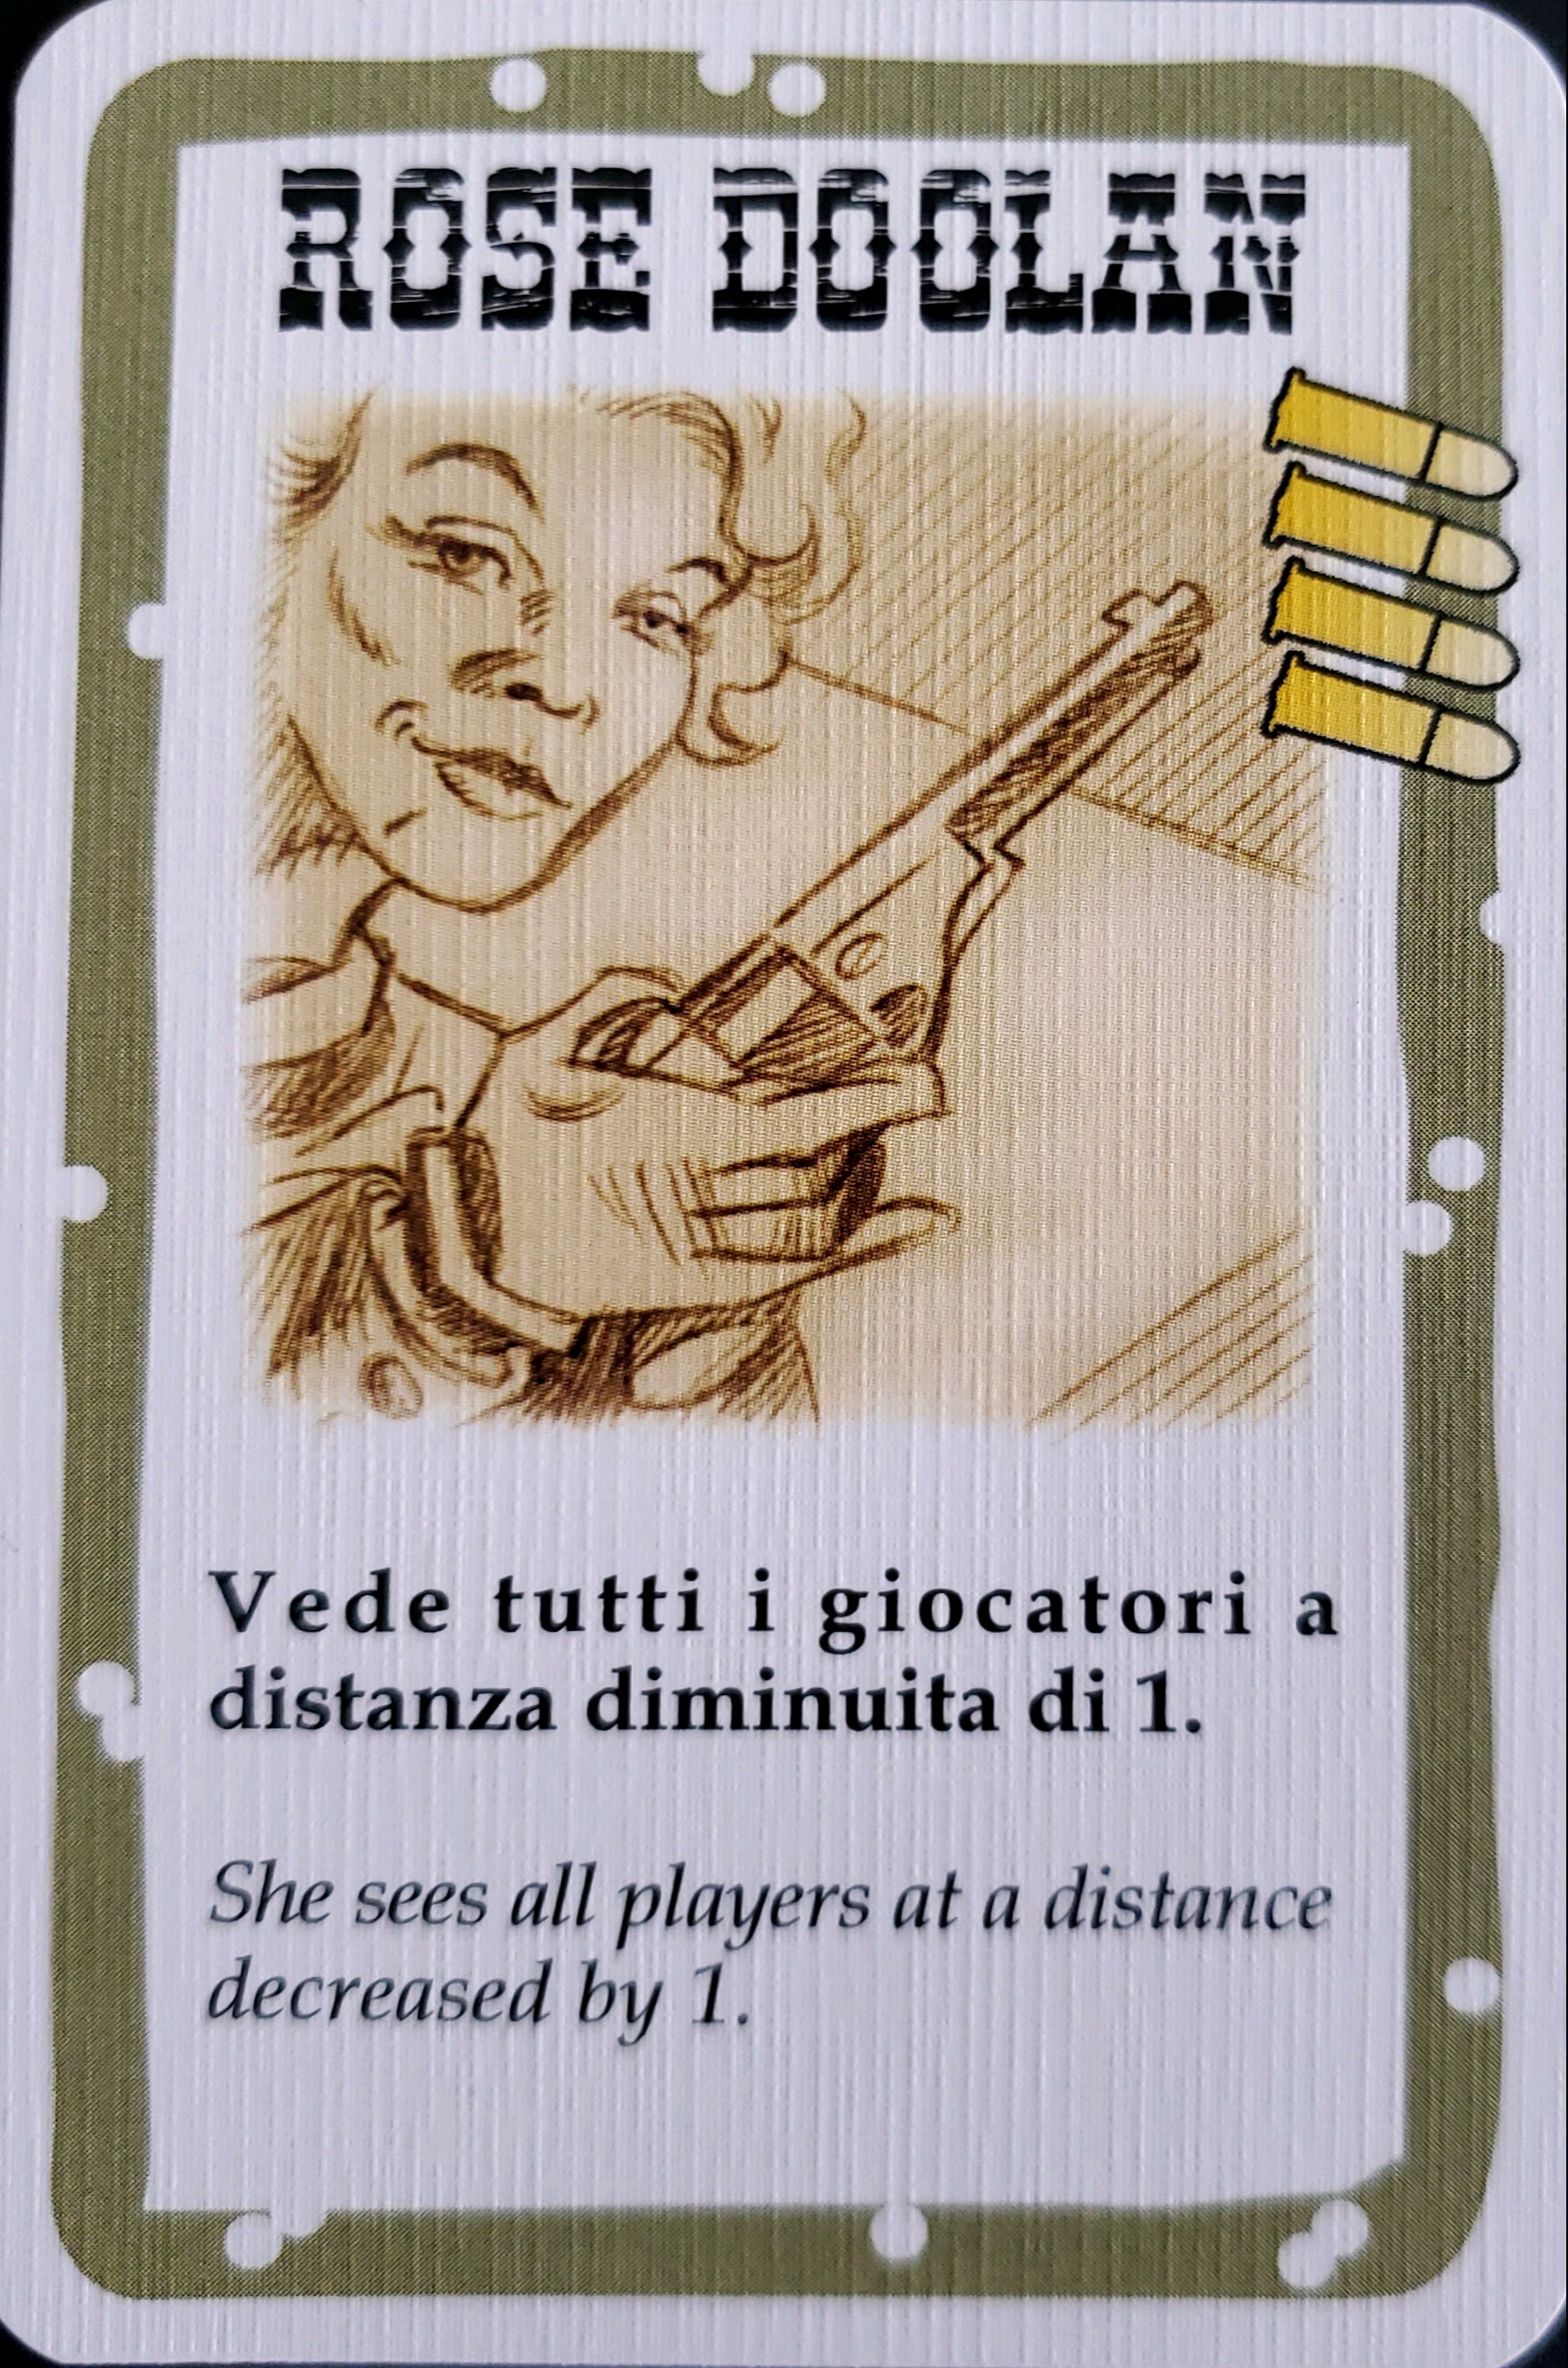 ROSE DOOLAN
Vede tutti i giocatori a
distanza diminuita di 1.
She sees all players at a distance
decreased by 1.